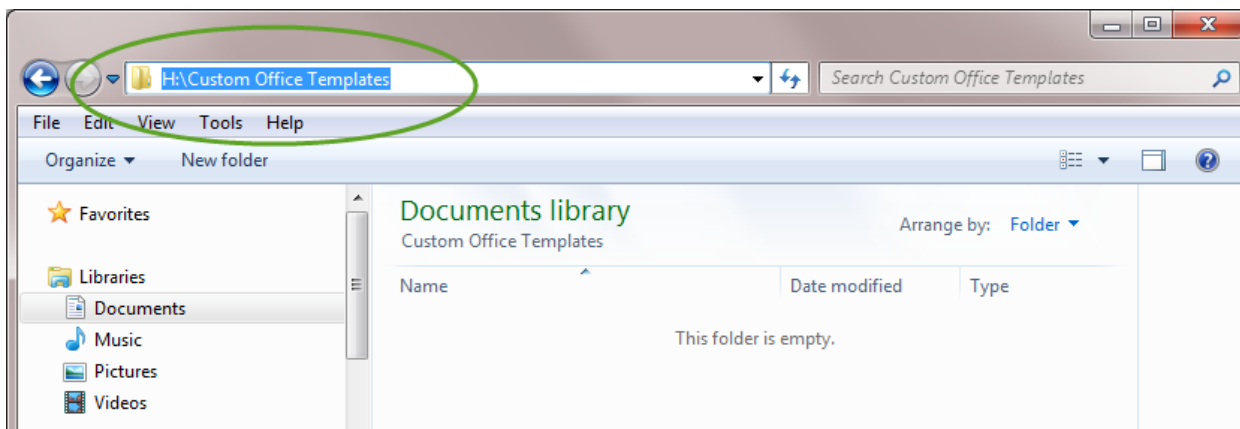 H:\Custom Office Templates
Search Custom Office Templates
File Edit View Tools Help
Organize New folder
Favorites
Documents library
Arrange by: Folder
Custom Office Templates
Libraries
Name Date modified Type
Documents
Music
This folder is empty.
Pictures
Videos